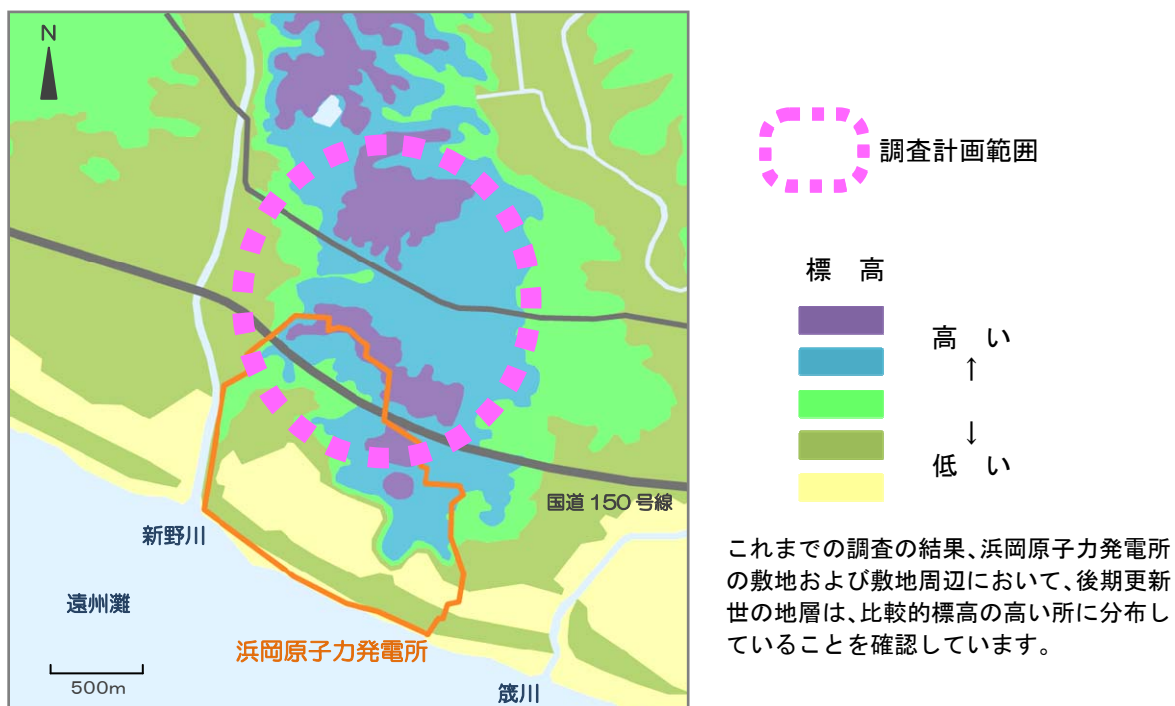 N
調査計画範囲
標　高
高　い
↑
↓
低　い
国道150号線
新野川
遠州灘
浜岡原子力発電所
500m
筬川
これまでの調査の結果、浜岡原子力発電所
の敷地および敷地周辺において、後期更新
世の地層は、比較的標高の高い所に分布し
ていることを確認しています。